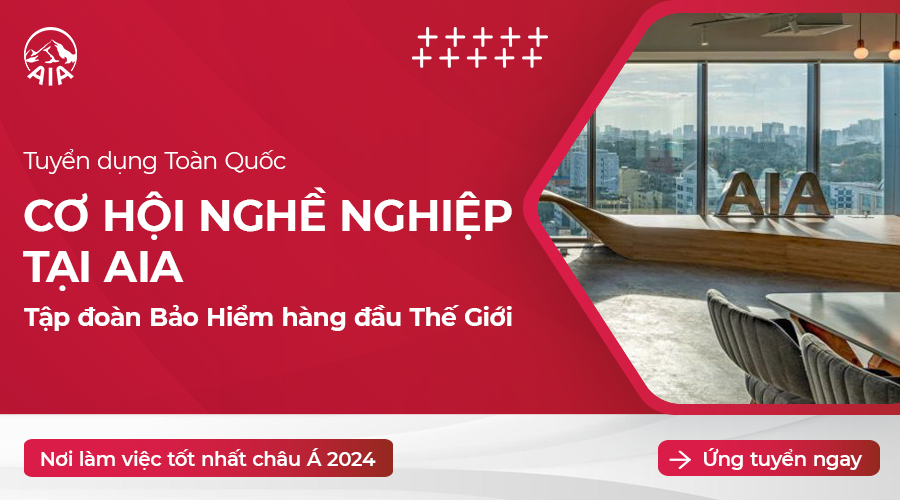 AIA
Tuyển dụng Toàn Quốc
CƠ HỘI NGHỀ NGHIỆP
TẠI AIA
Tập đoàn Bảo Hiểm hàng đầu Thế Giới
AIA
Nơi làm việc tốt nhất châu Á 2024
Ứng tuyển ngay